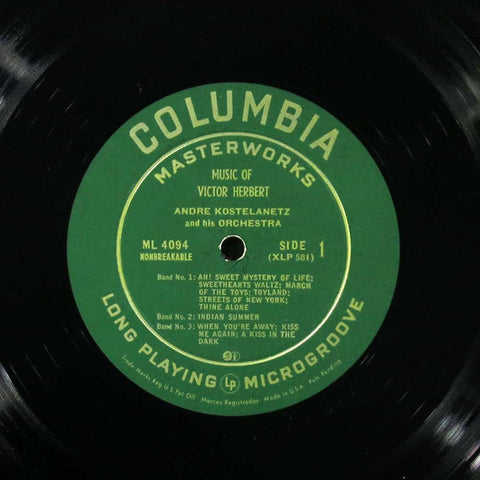 COLUMBIA
MASTERWORKS
MUSIC OF
VICTOR HERBERT
ANDRE KOSTELANETZ
and his ORCHESTRA
ML 4094
NONBREAKABLE
SIDE 1
(XLP 581)
Band No. 1: AH! SWEET MYSTERY OF LIFE;
SWEETHEARTS WALTZ; MARCH
OF THE TOYS; TOYLAND;
STREETS OF NEW YORK;
THINE ALONE
Band No. 2: INDIAN SUMMER
Band No. 3: WHEN YOU'RE AWAY; KISS
ME AGAIN; A KISS IN THE
DARK
LONG PLAYING LP MICROGROOVE
Trade Marks Reg U S Pat Off Marcas Registradas Made in U.S.A. Pats Pending